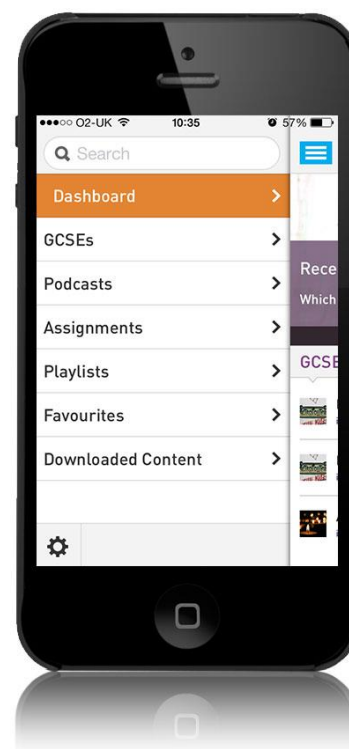 O2-UK 10:35 57%
Search
Dashboard
GCSEs
Podcasts
Assignments
Playlists
Favourites
Downloaded Content
Rece
Which
GCSE